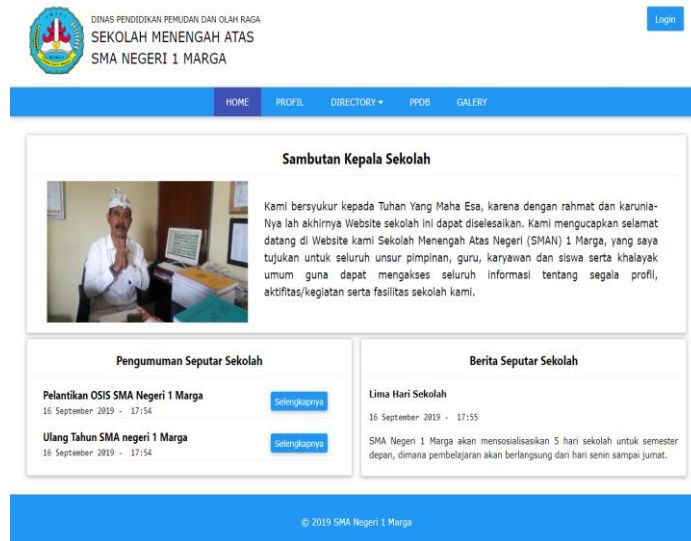 DINAS PENDIDIKAN PEMUDAN DAN OLAH RAGA
SEKOLAH MENENGAH ATAS
SMA NEGERI 1 MARGA
Login
HOME PROFIL DIRECTORY PPDB GALERY
Sambutan Kepala Sekolah
Kami bersyukur kepada Tuhan Yang Maha Esa, karena dengan rahmat dan karunia-
Nya lah akhirnya Website sekolah ini dapat diselesaikan. Kami mengucapkan selamat
datang di Website kami Sekolah Menengah Atas Negeri (SMAN) 1 Marga, yang saya
tujukan untuk seluruh unsur pimpinan, guru, karyawan dan siswa serta khalayak
umum guna dapat mengakses seluruh informasi tentang segala profil,
aktifitas/kegiatan serta fasilitas sekolah kami.
Pengumuman Seputar Sekolah
Pelantikan OSIS SMA Negeri 1 Marga
16 September 2019 - 17:54
Selengkapnya
Ulang Tahun SMA negeri 1 Marga
16 September 2019 - 17:54
Selengkapnya
Berita Seputar Sekolah
Lima Hari Sekolah
16 September 2019 - 17:55
SMA Negeri 1 Marga akan mensosialisasikan 5 hari sekolah untuk semester
depan, dimana pembelajaran akan berlangsung dari hari senin sampai jumat.
© 2019 SMA Negeri 1 Marga